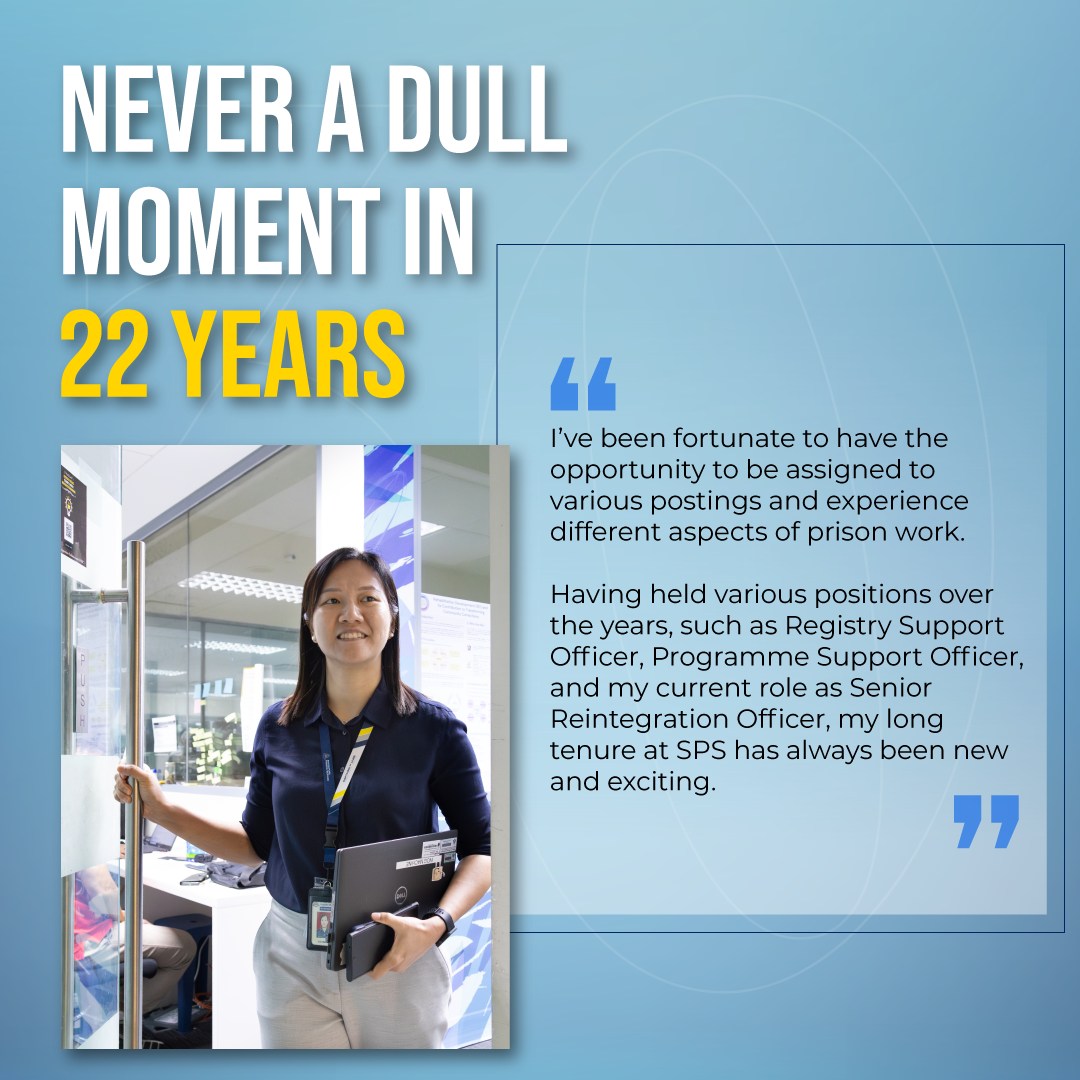 NEVER A DULL
MOMENT IN
22 YEARS
“
I’ve been fortunate to have the
opportunity to be assigned to
various postings and experience
different aspects of prison work.
Having held various positions over
the years, such as Registry Support
Officer, Programme Support Officer,
and my current role as Senior
Reintegration Officer, my long
tenure at SPS has always been new
and exciting.
”
PUSH
DELL